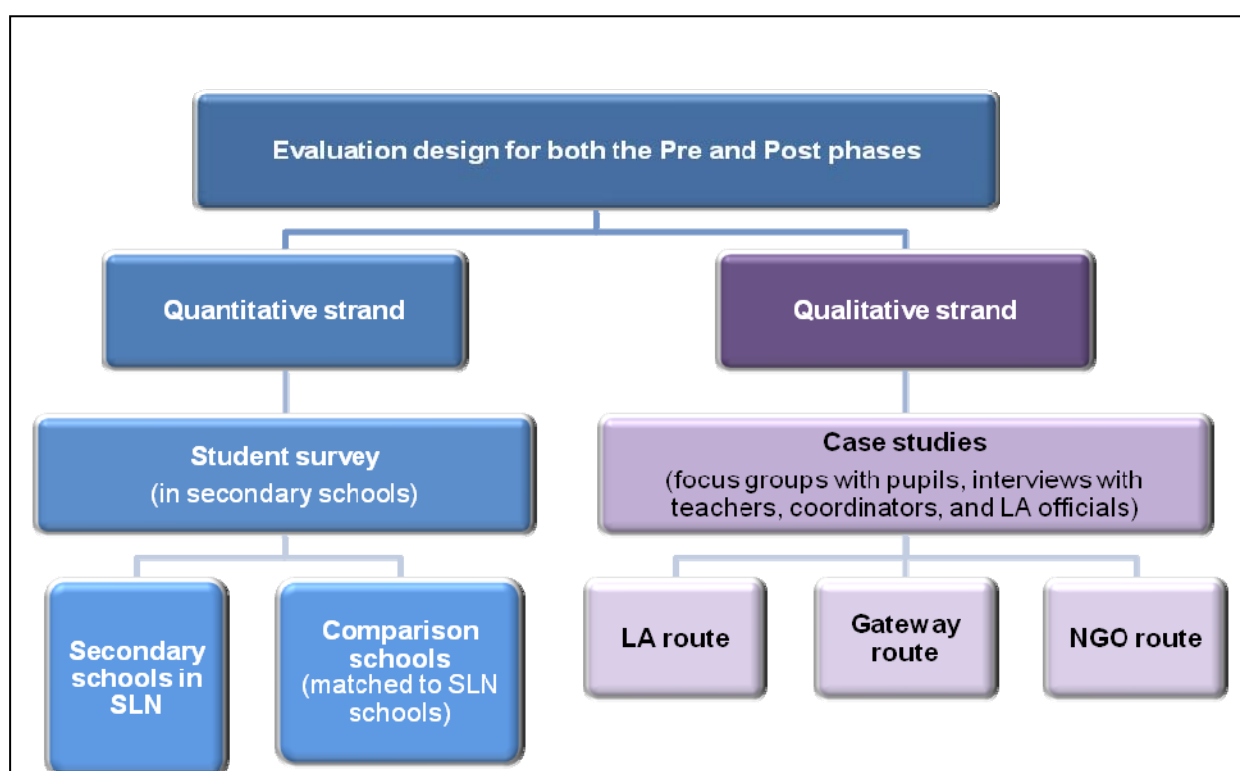 Evaluation design for both the Pre and Post phases
Quantitative strand
Qualitative strand
Student survey
(in secondary schools)
Case studies
(focus groups with pupils, interviews with
teachers, coordinators, and LA officials)
Secondary
schools in
SLN
Comparison
schools
(matched to SLN
schools)
LA route
Gateway
route
NGO route